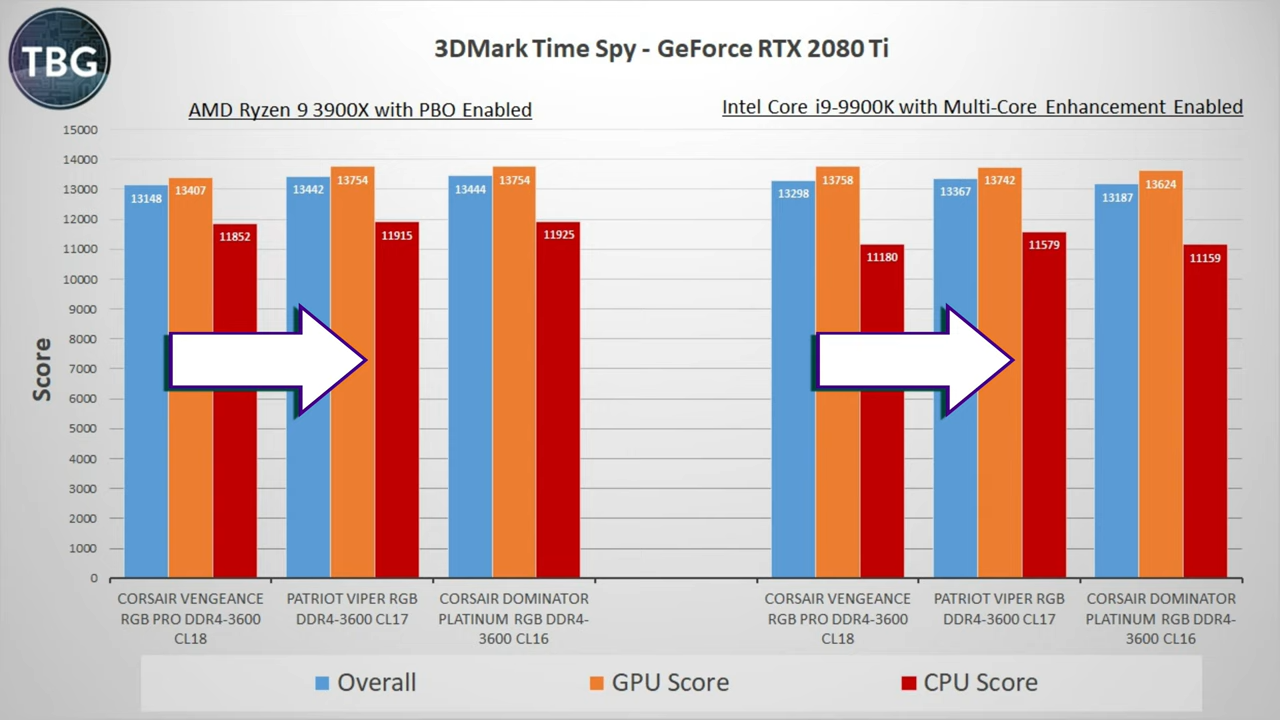 TBG
3DMark Time Spy - GeForce RTX 2080 Ti
AMD Ryzen 9 3900X with PBO Enabled
Intel Core i9-9900K with Multi-Core Enhancement Enabled
Score
15000
14000
13000
12000
11000
10000
9000
8000
7000
6000
5000
4000
3000
2000
1000
0
13148
13407
11852
13442
13754
11915
13444
13754
11925
13298
13758
11180
13367
13742
11579
13187
13624
11159
CORSAIR VENGEANCE
RGB PRO DDR4-3600
CL18
PATRIOT VIPER RGB
DDR4-3600 CL17
CORSAIR DOMINATOR
PLATINUM RGB DDR4-
3600 CL16
CORSAIR VENGEANCE
RGB PRO DDR4-3600
CL18
PATRIOT VIPER RGB
DDR4-3600 CL17
CORSAIR DOMINATOR
PLATINUM RGB DDR4-
3600 CL16
Overall
GPU Score
CPU Score